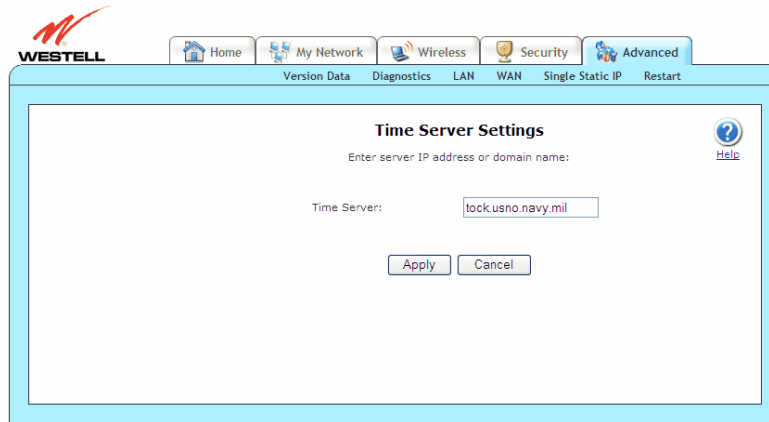 WESTELL
Home My Network Wireless Security Advanced
Version Data Diagnostics LAN WAN Single Static IP Restart
Time Server Settings
Enter server IP address or domain name:
Help
Time Server: tock.usno.navy.mil
Apply Cancel